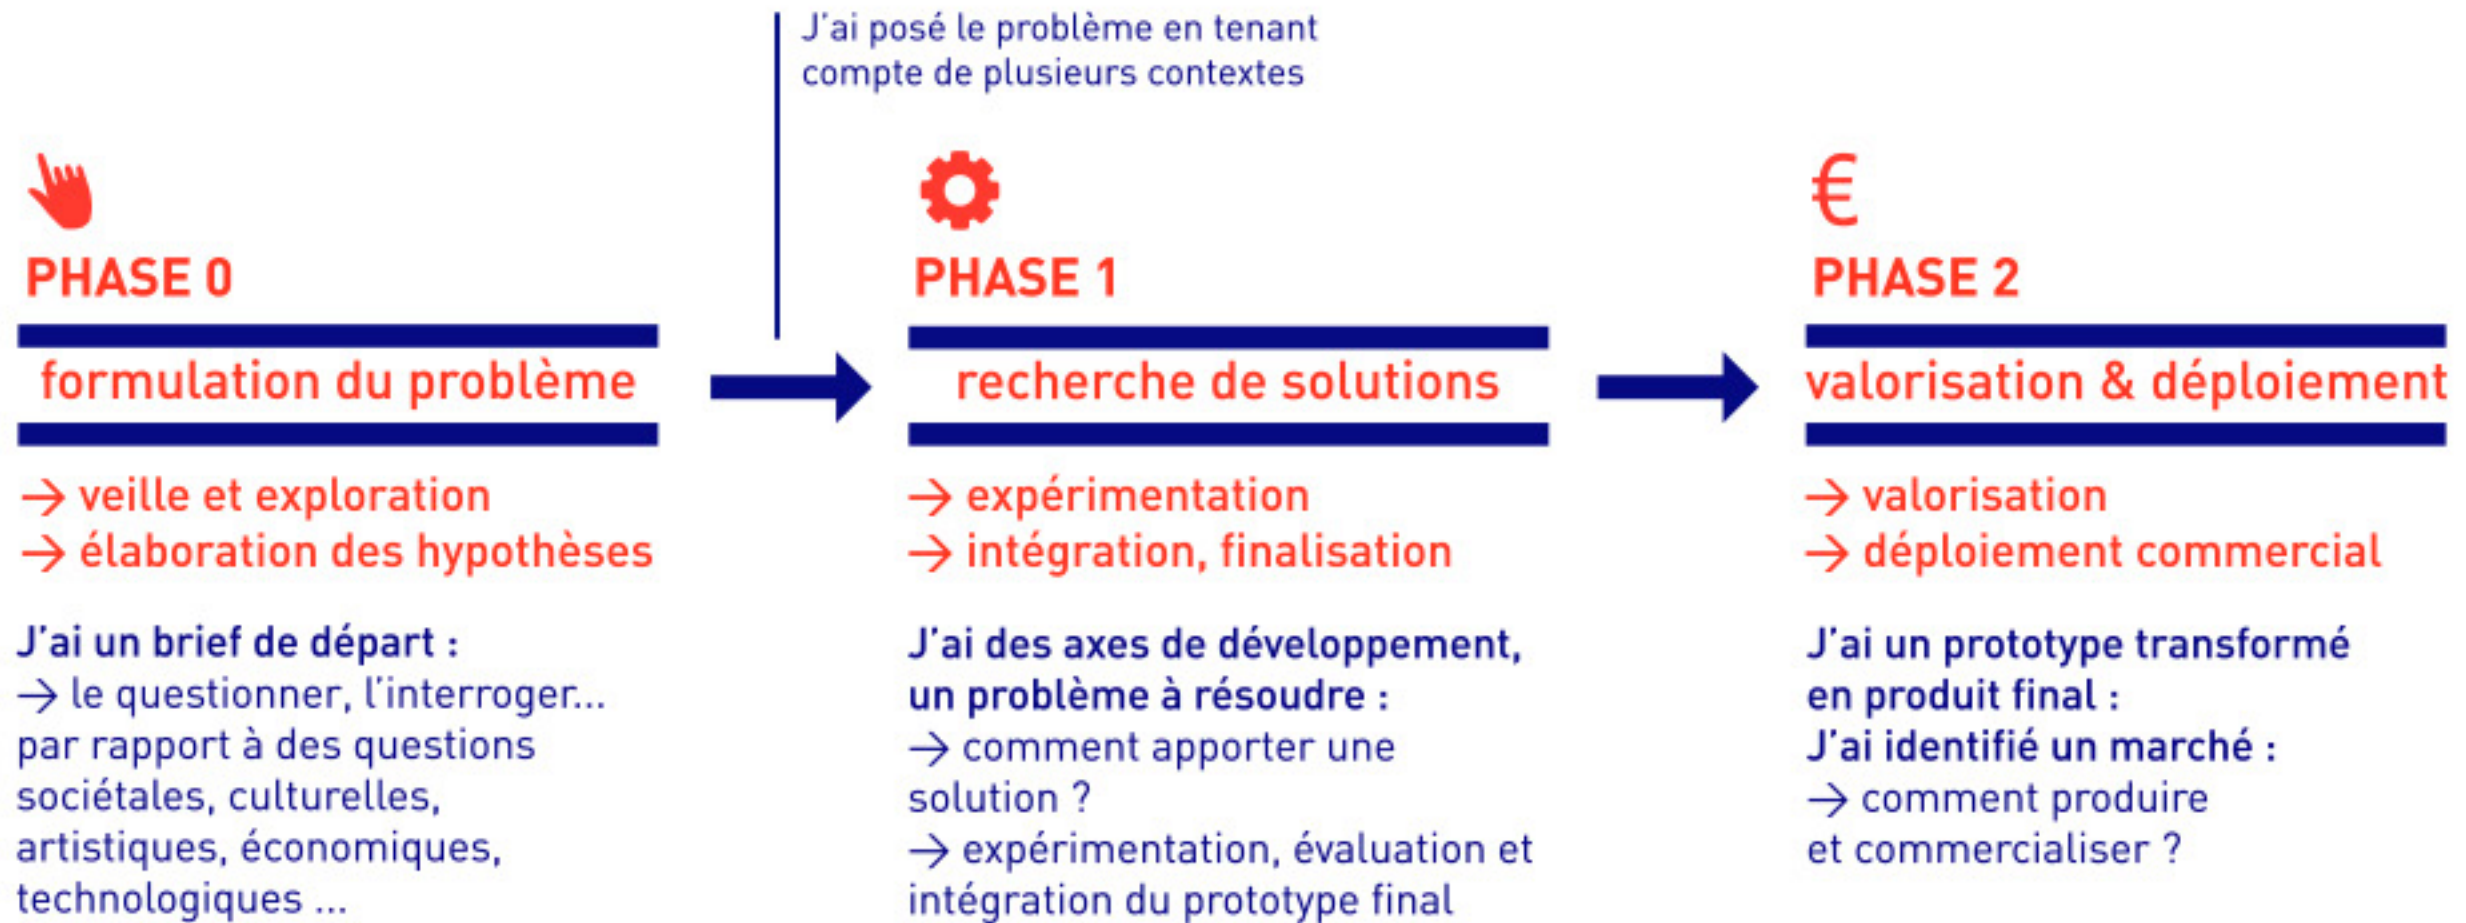 J'ai posé le problème en tenant
compte de plusieurs contextes
PHASE 0
formulation du problème
→ veille et exploration
→ élaboration des hypothèses
J'ai un brief de départ :
→ le questionner, l'interroger...
par rapport à des questions
sociétales, culturelles,
artistiques, économiques,
technologiques ...
PHASE 1
recherche de solutions
→ expérimentation
→ intégration, finalisation
J'ai des axes de développement,
un problème à résoudre :
→ comment apporter une
solution ?
→ expérimentation, évaluation et
intégration du prototype final
€
PHASE 2
valorisation & déploiement
→ valorisation
→ déploiement commercial
J'ai un prototype transformé
en produit final :
J'ai identifié un marché :
→ comment produire
et commercialiser ?